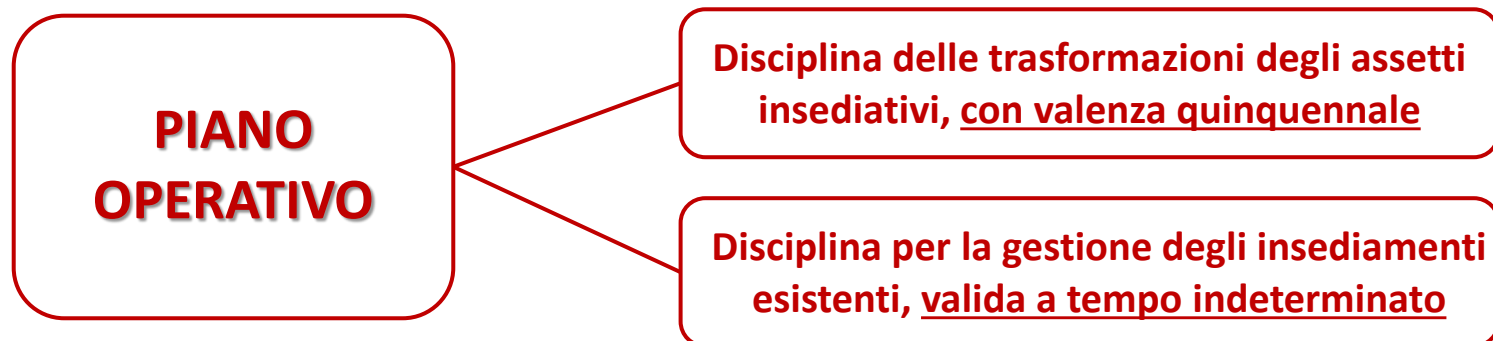 PIANO
OPERATIVO
Disciplina delle trasformazioni degli assetti
insediativi, con valenza quinquennale
Disciplina per la gestione degli insediamenti
esistenti, valida a tempo indeterminato